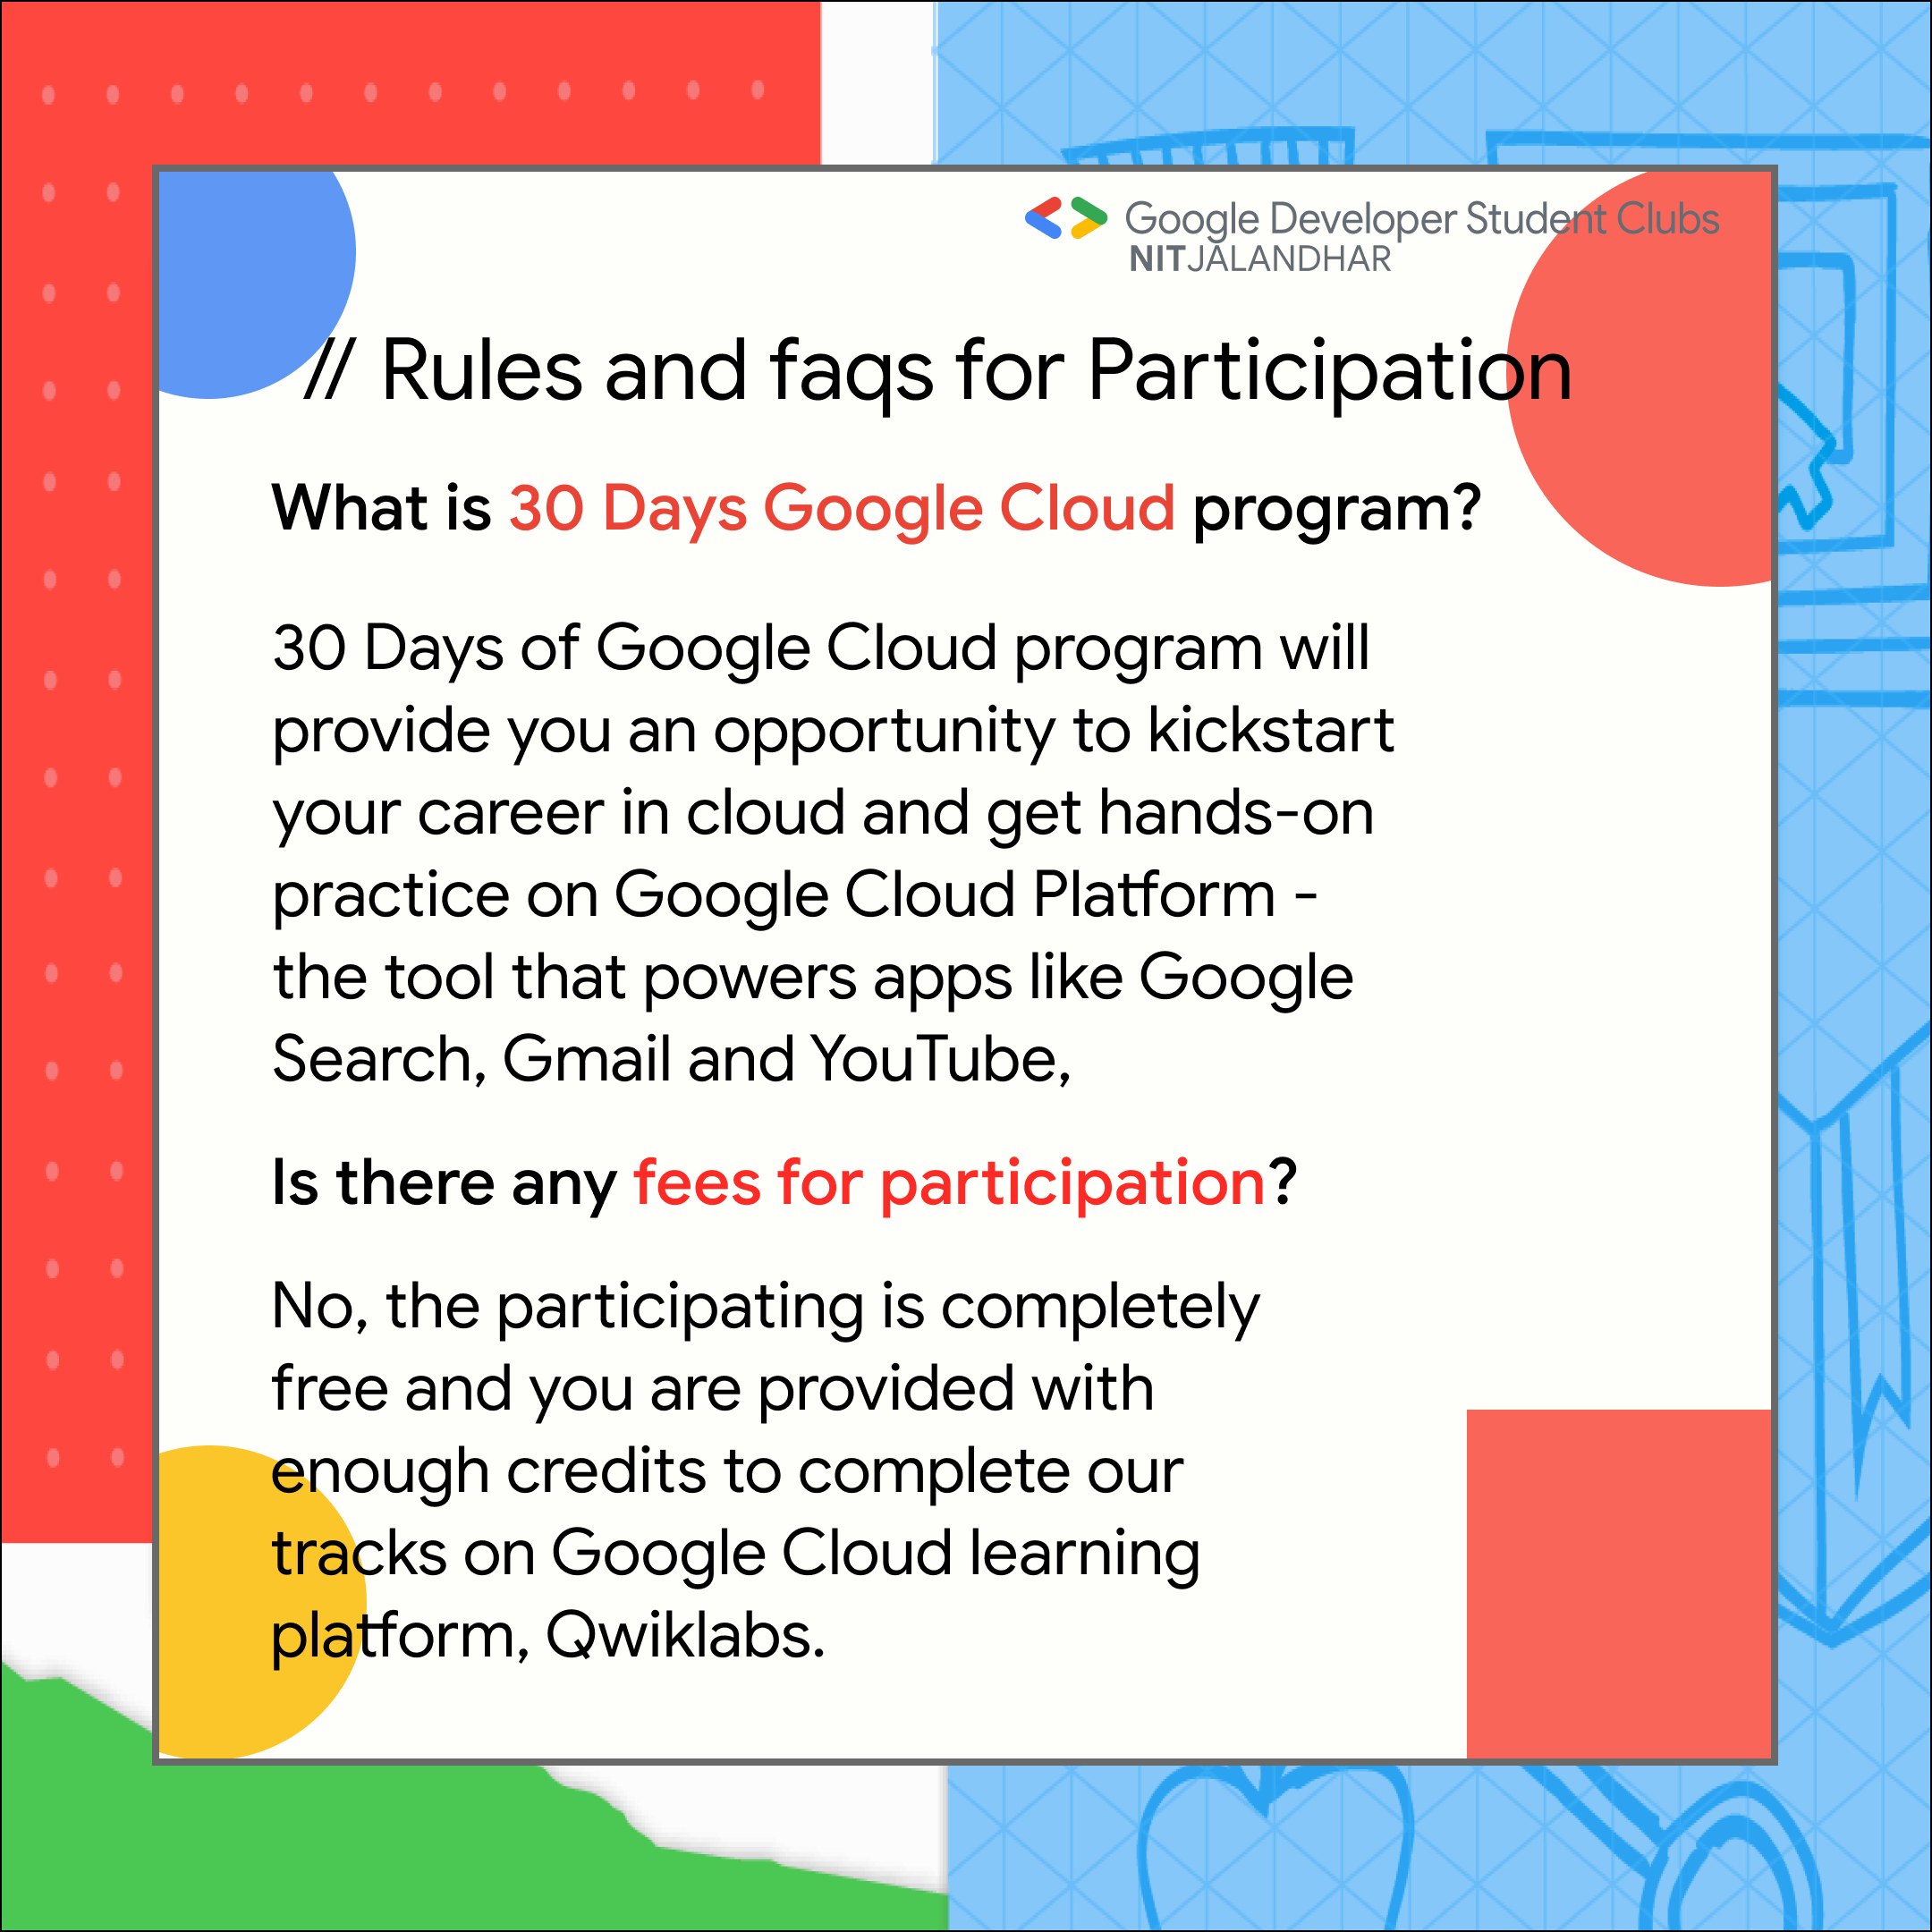 Google Developer Student Clubs
NIT JALANDHAR
// Rules and faqs for Participation
What is 30 Days Google Cloud program?
30 Days of Google Cloud program will
provide you an opportunity to kickstart
your career in cloud and get hands-on
practice on Google Cloud Platform -
the tool that powers apps like Google
Search, Gmail and YouTube,
Is there any fees for participation?
No, the participating is completely
free and you are provided with
enough credits to complete our
tracks on Google Cloud learning
platform, Qwiklabs.